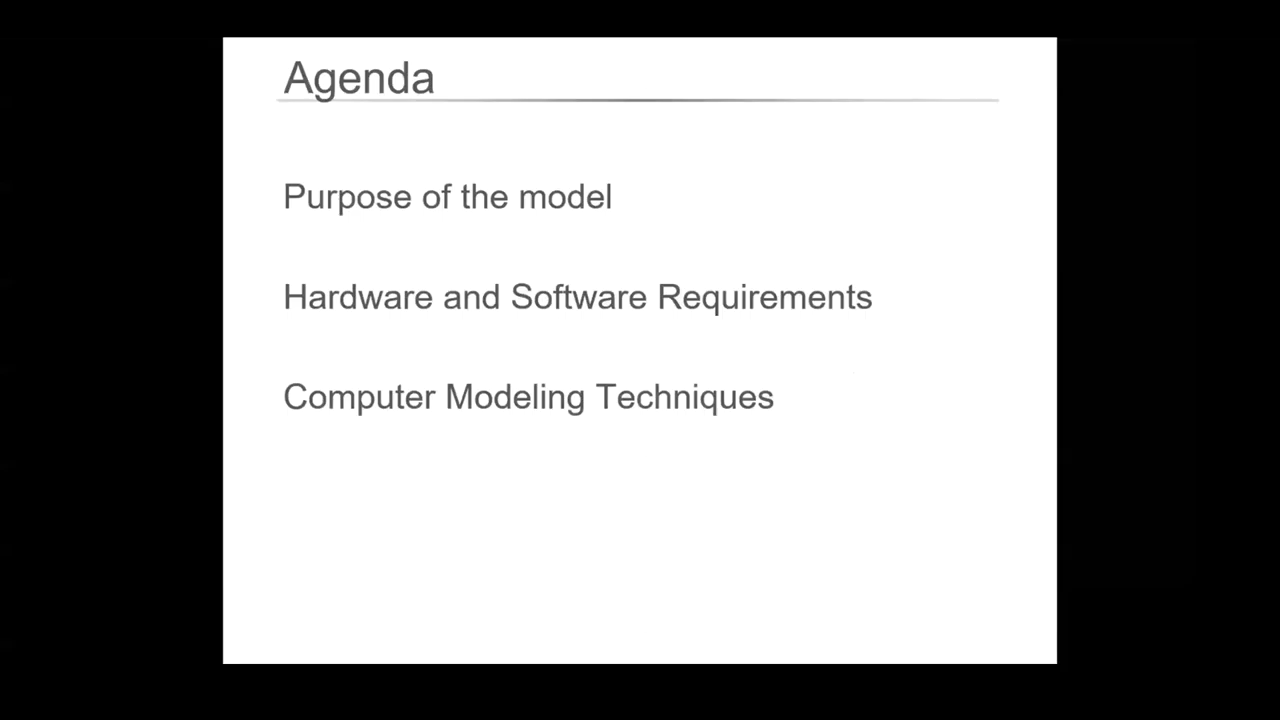 Agenda
Purpose of the model
Hardware and Software Requirements
Computer Modeling Techniques